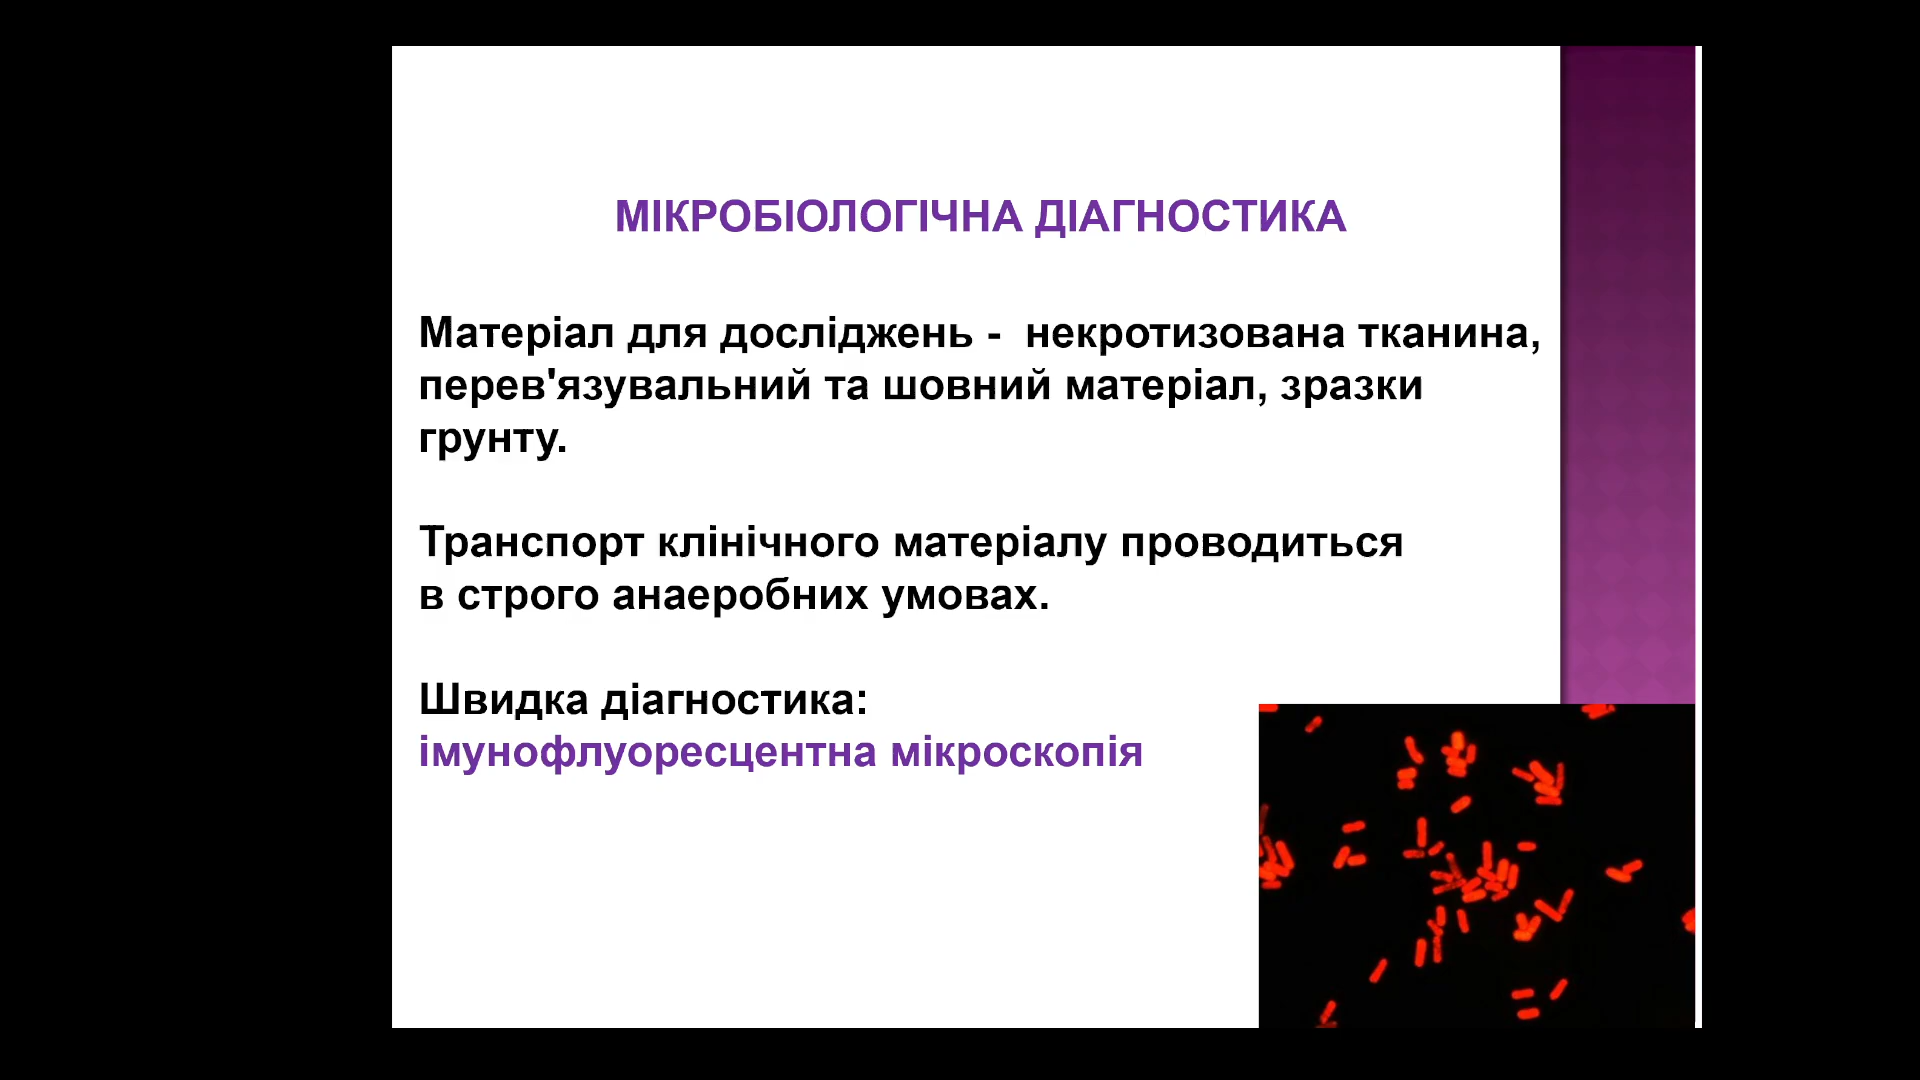 МІКРОБІОЛОГІЧНА ДІАГНОСТИКА
Матеріал для досліджень -  некротизована тканина,
перев'язувальний та шовний матеріал, зразки
грунту.
Транспорт клінічного матеріалу проводиться
в строго анаеробних умовах.
Швидка діагностика:
імунофлуоресцентна мікроскопія